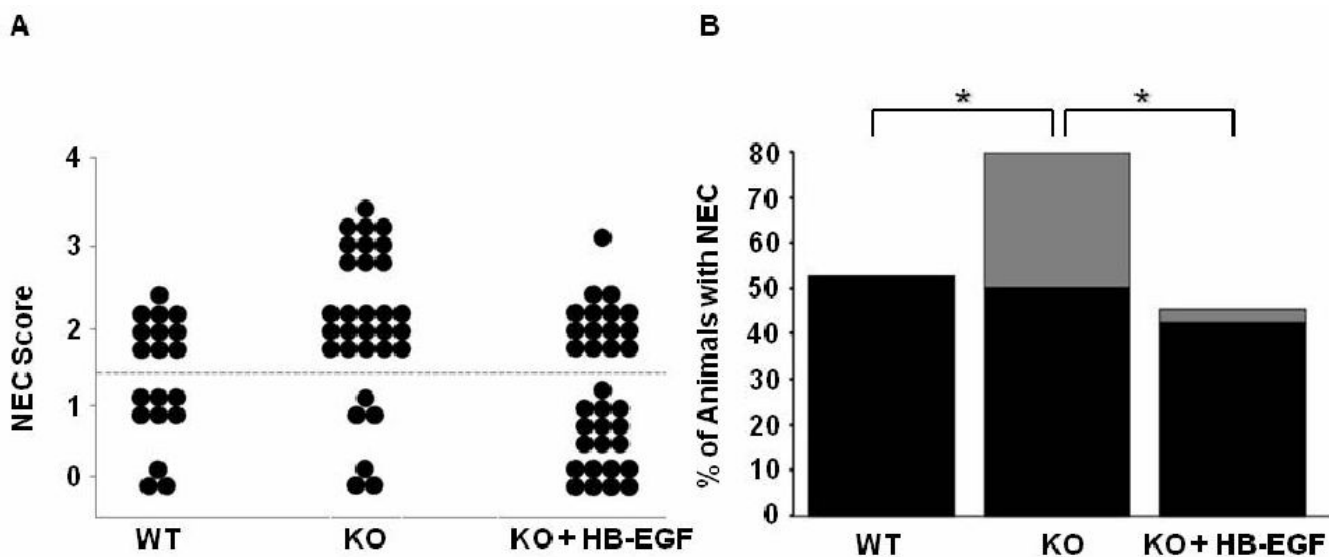 A
NEC Score
4
3
2
1
0
WT
KO
KO + HB-EGF
B
*
*
% of Animals with NEC
80
70
60
50
40
30
20
10
0
WT
KO
KO + HB-EGF